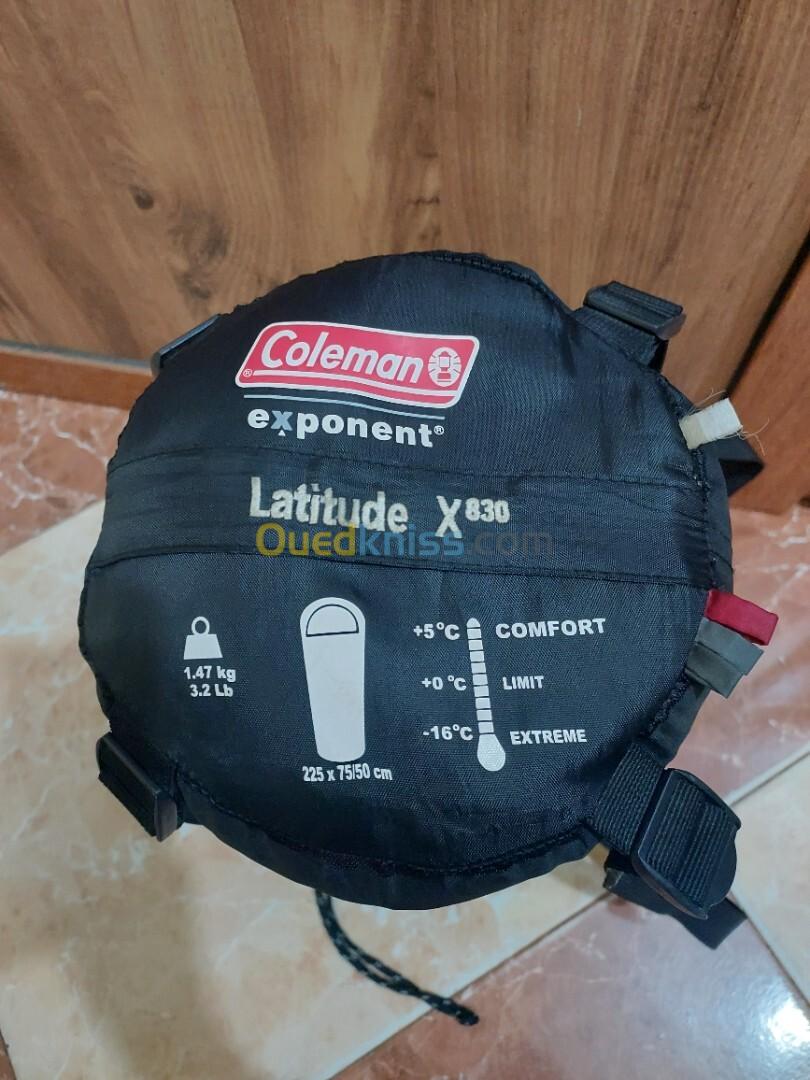 Coleman®
exponent®
Latitude X830
Ouedkniss.com
1.47 kg
3.2 Lb
225 x 75/50 cm
+5°C COMFORT
+0 °C LIMIT
-16°C EXTREME